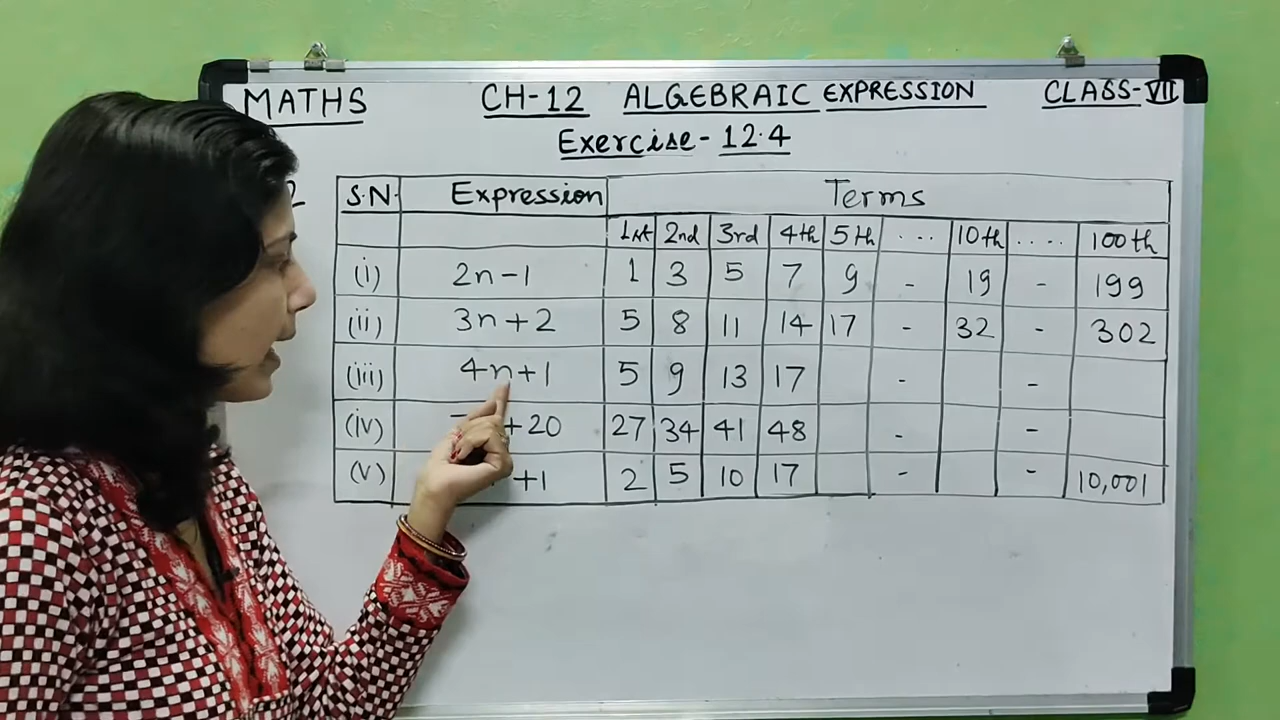 MATHS CH-12 ALGEBRAIC EXPRESSION CLASS-VII
Exercise-12.4
2 S.N. Expression Terms
1st 2nd 3rd 4th 5th ... 10th .... 100th
(i) 2n-1 1 3 5 7 9 - 19 - 199
(ii) 3n+2 5 8 11 14 17 - 32 - 302
(iii) 4n+1 5 9 13 17 - -
(iv) +20 27 34 41 48 - -
(v) +1 2 5 10 17 - - 10,001